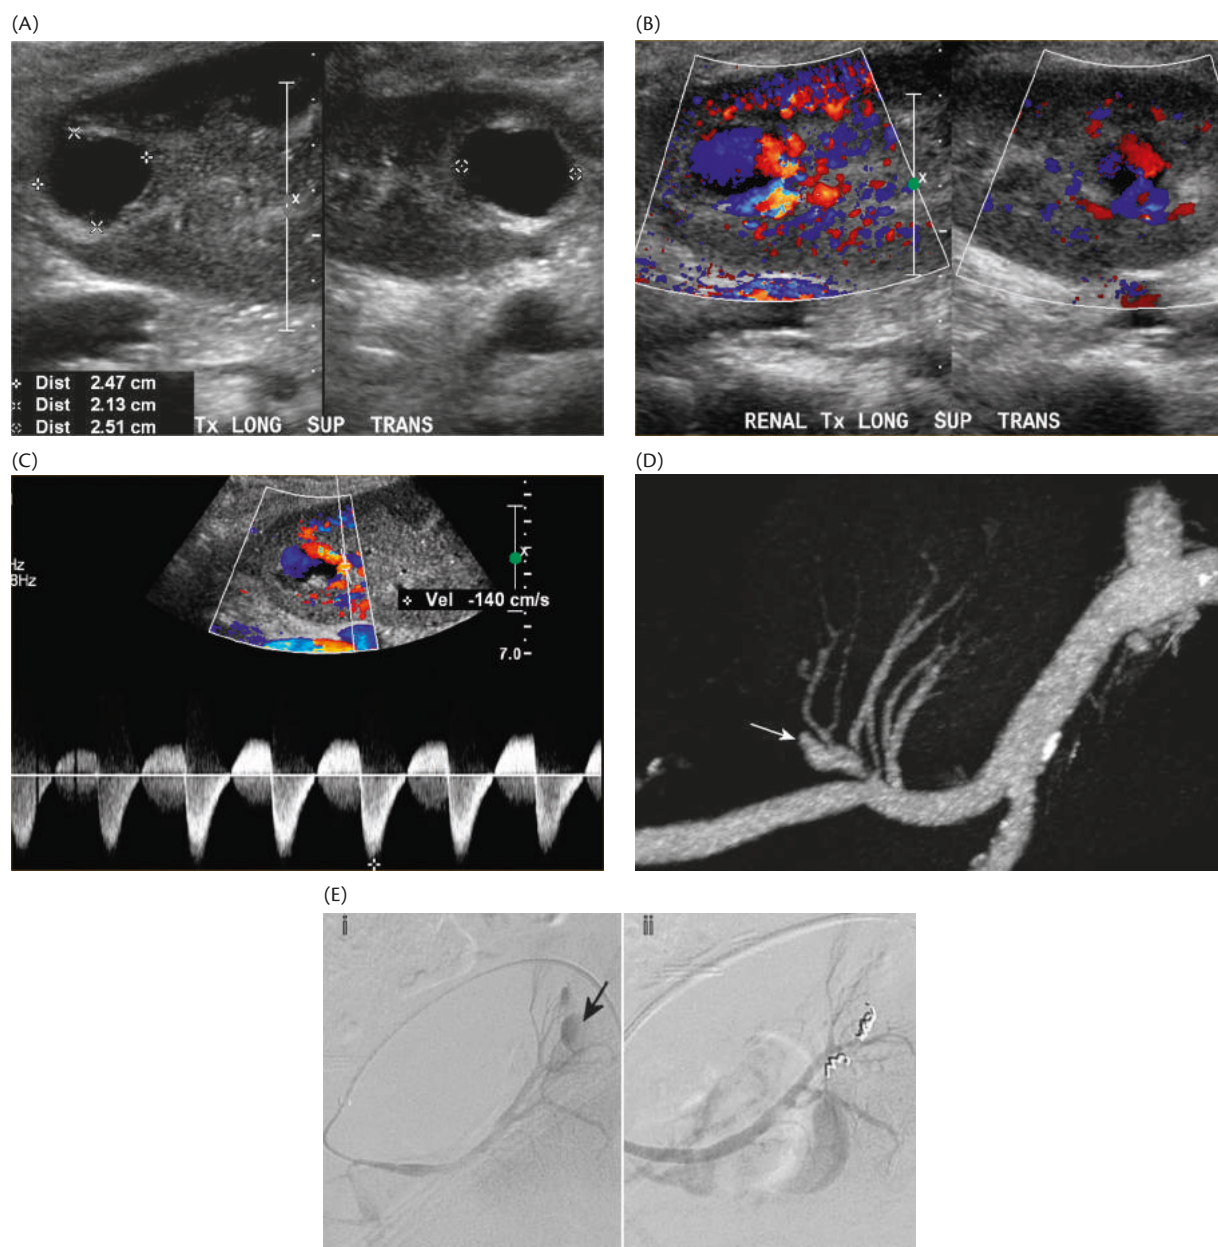 (A)
(B)
Dist 2.47 cm
Dist 2.13 cm
Dist 2.51 cm
Tx LONG SUP TRANS
x
RENAL Tx LONG SUP TRANS
x
(C)
(D)
Vel -140 cm/s
x
7.0
(E)
i
ii